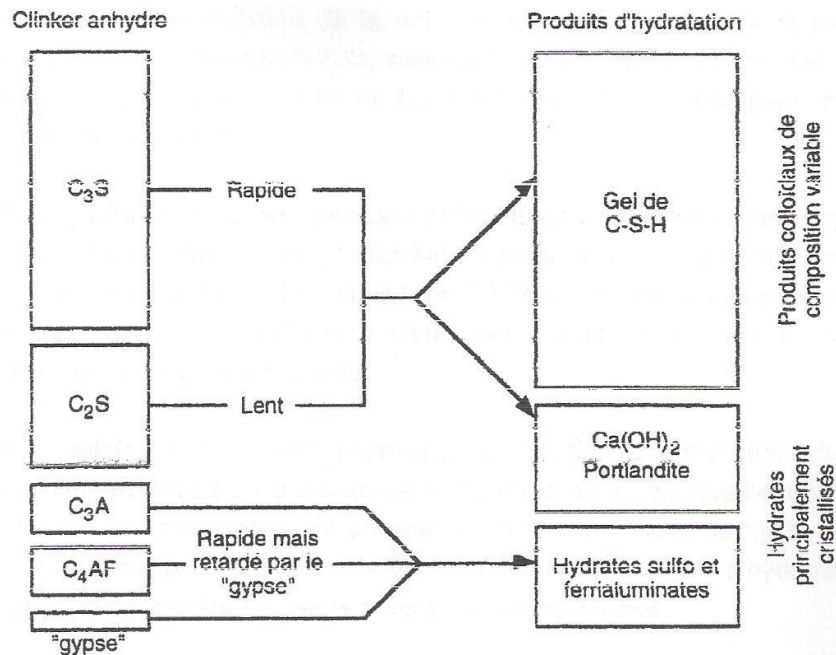 Clinker anhydre
Produits d'hydratation
C₃S
Rapide
Gel de
C-S-H
Produits colloïdaux de
composition variable
C₂S
Lent
Ca(OH)₂
Portlandite
C₃A
Rapide mais
retardé par le
"gypse"
C₄AF
Hydrates sulfo et
ferrialuminates
Hydrates
principalement
cristallisés
"gypse"